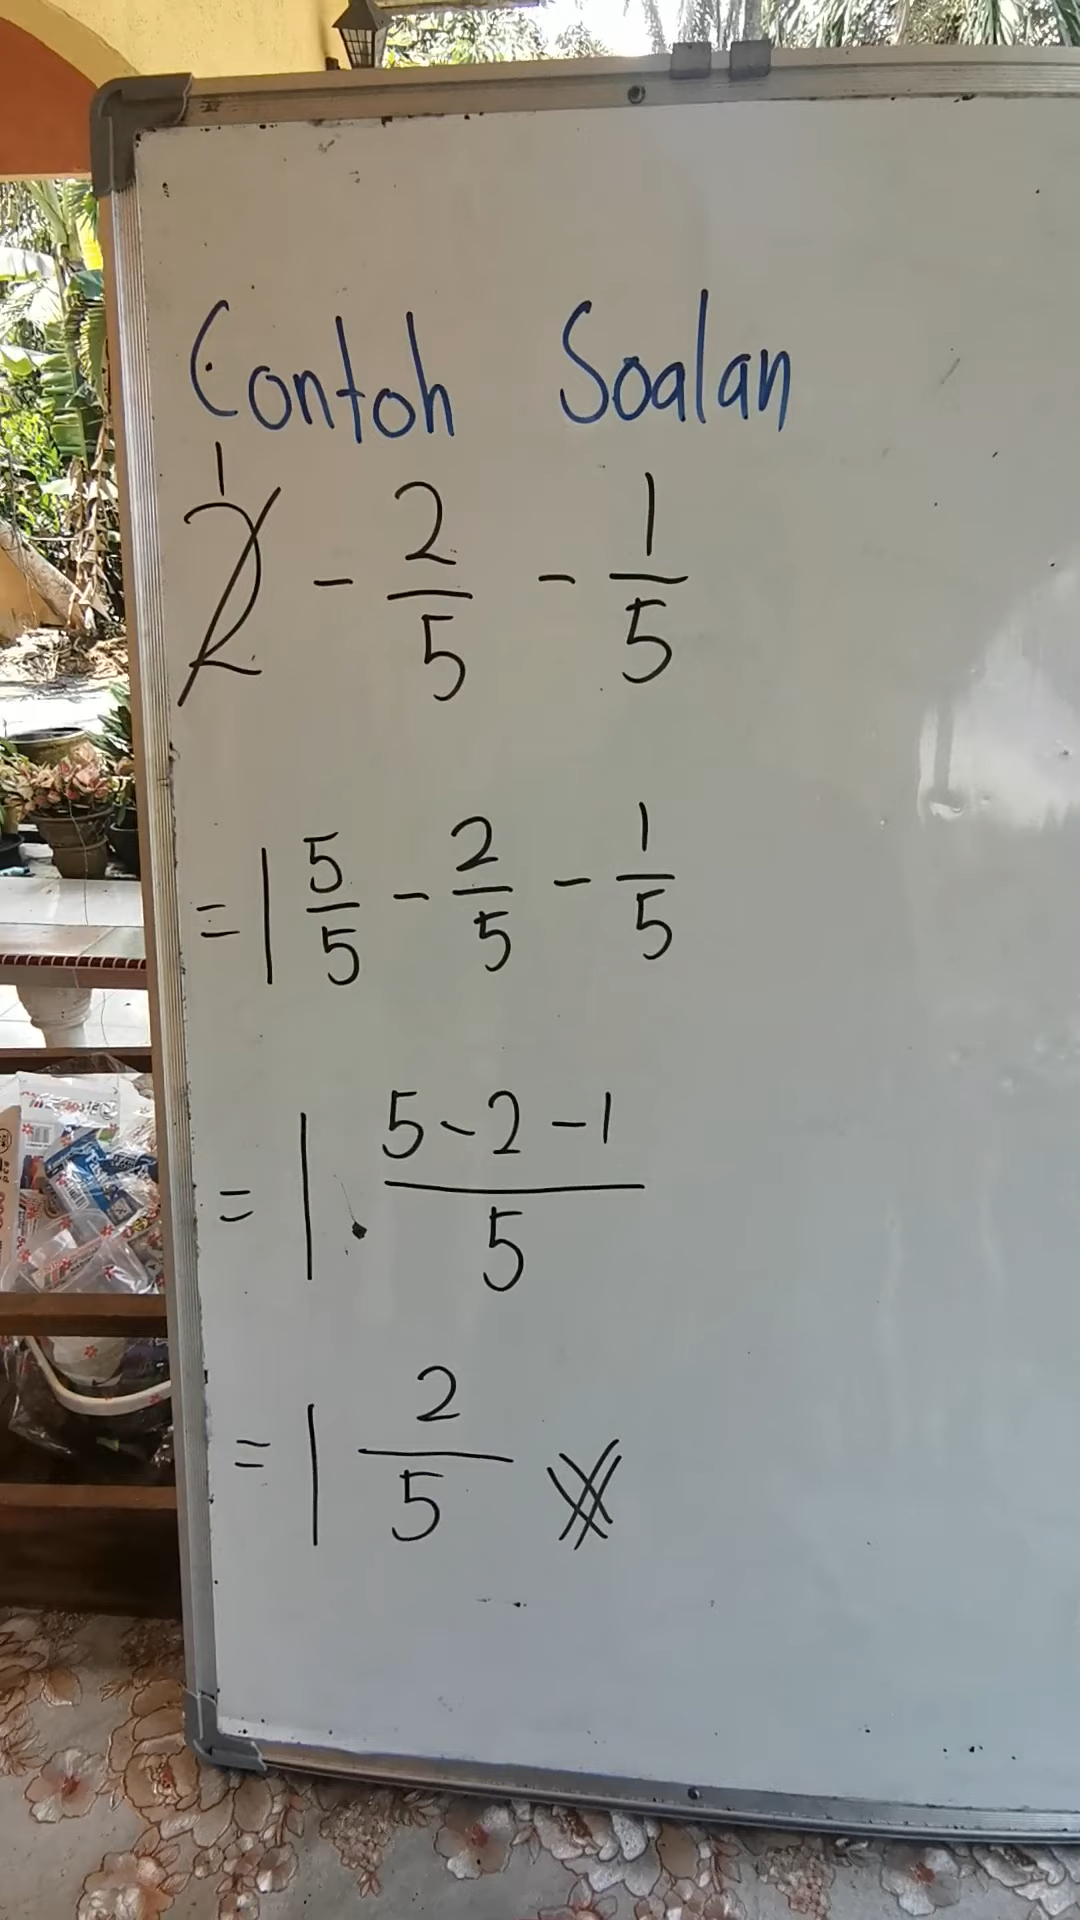 Contoh Soalan
1
2 - 2/5 - 1/5
= 1 5/5 - 2/5 - 1/5
= 1 5-2-1/5
= 1 2/5